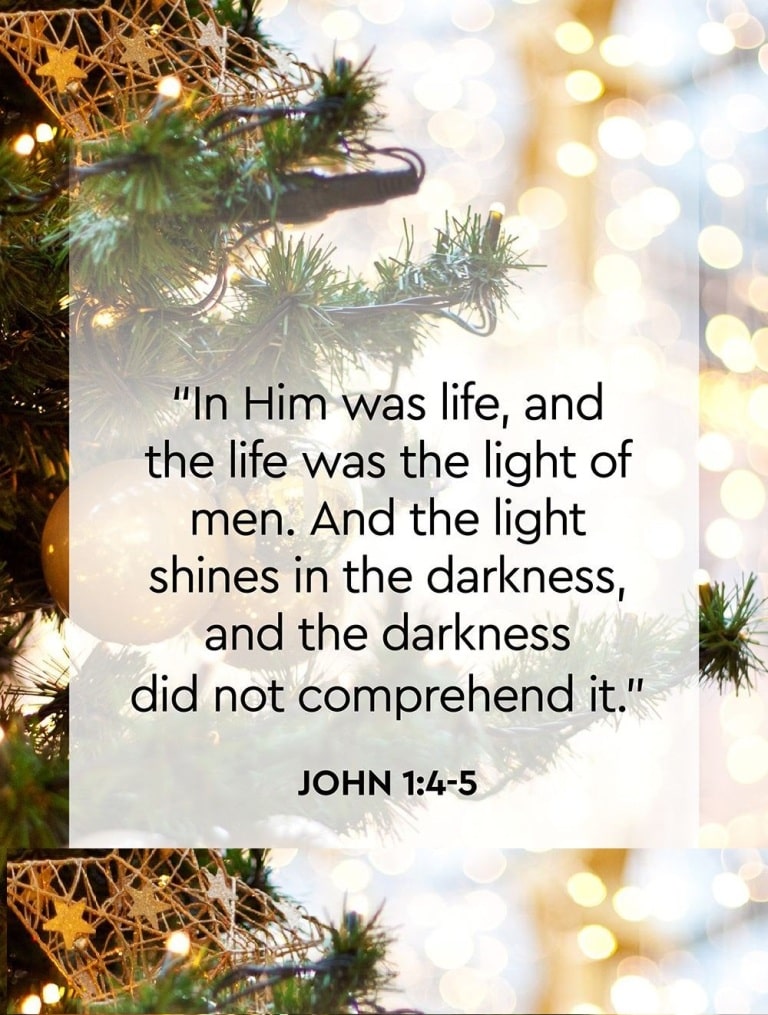 “In Him was life, and
the life was the light of
men. And the light
shines in the darkness,
and the darkness
did not comprehend it.”
JOHN 1:4-5